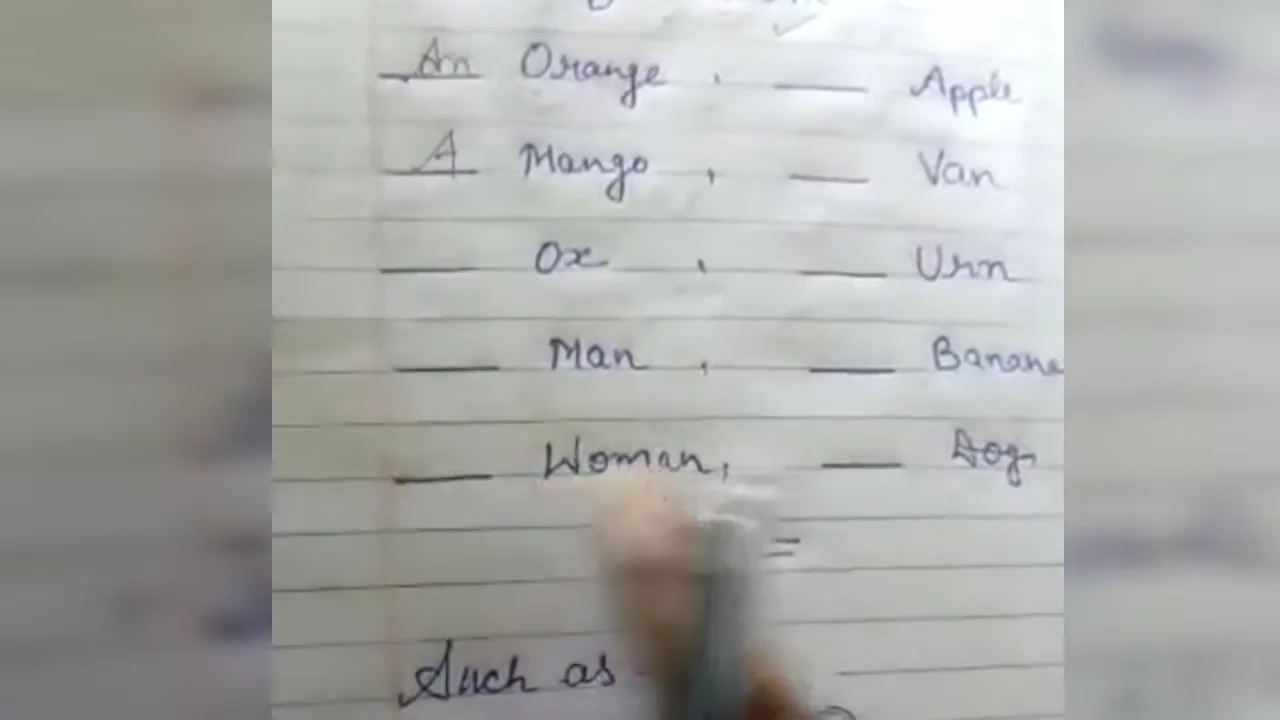 An Orange , ___ Apple
A Mango , ___ Van
___ Ox , ___ Urn
___ Man , ___ Banana
___ Woman, ___ Dog
=
Such as